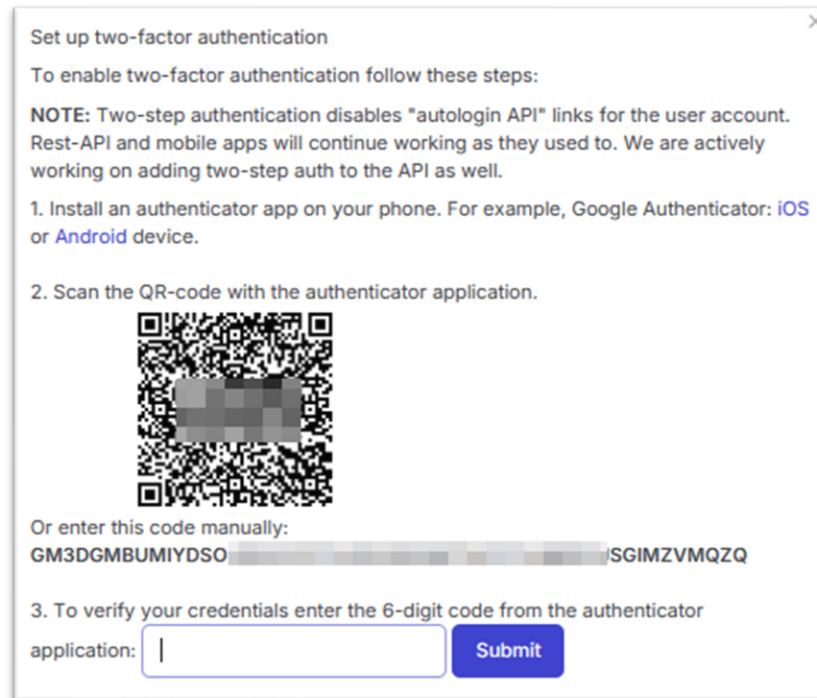 Set up two-factor authentication
To enable two-factor authentication follow these steps:
NOTE: Two-step authentication disables "autologin API" links for the user account.
Rest-API and mobile apps will continue working as they used to. We are actively
working on adding two-step auth to the API as well.
1. Install an authenticator app on your phone. For example, Google Authenticator: iOS
or Android device.
2. Scan the QR-code with the authenticator application.
Or enter this code manually:
GM3DGMBUMIYDSO SGIMZVMQZQ
3. To verify your credentials enter the 6-digit code from the authenticator
application:
Submit